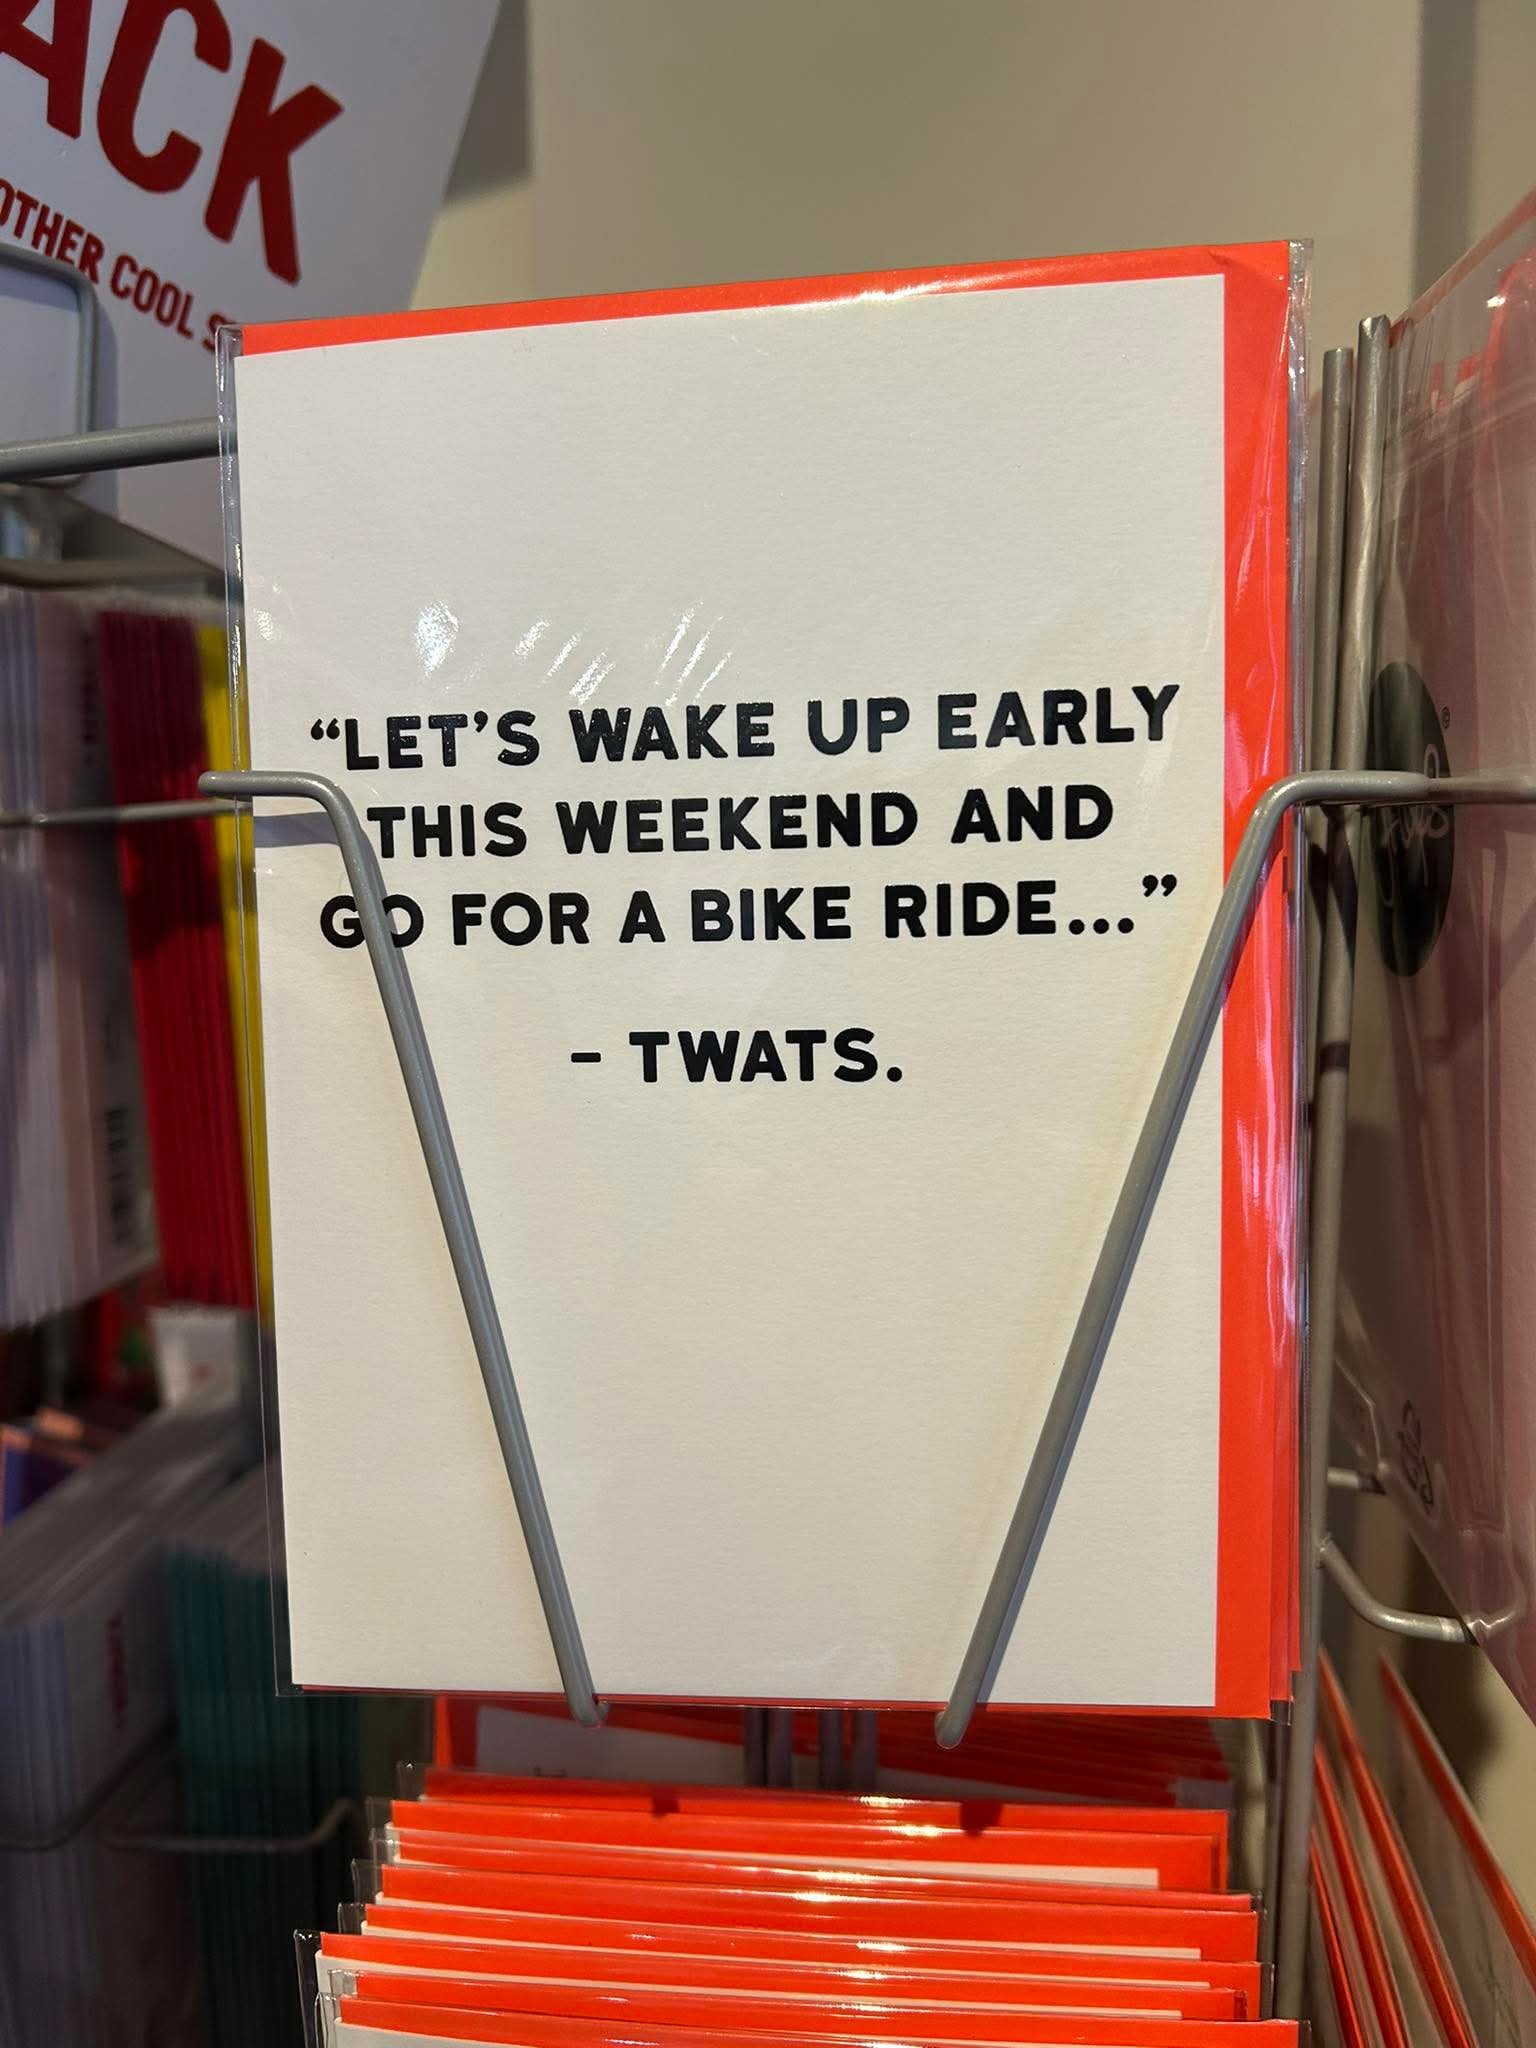 ACK
OTHER COOL
“LET’S WAKE UP EARLY
THIS WEEKEND AND
GO FOR A BIKE RIDE...”
– TWATS.